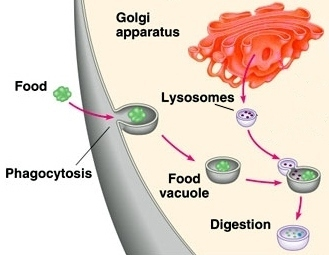 Golgi
apparatus
Food
Lysosomes
Phagocytosis
Food
vacuole
Digestion